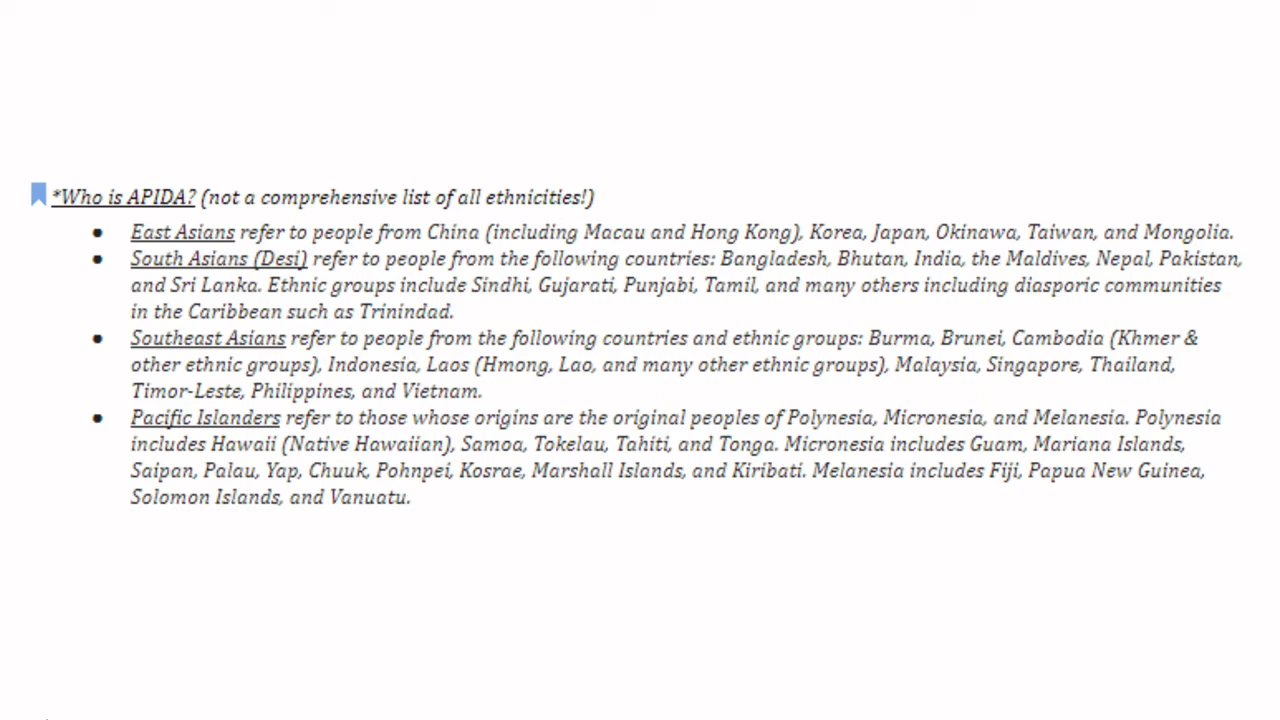 *Who is APIDA? (not a comprehensive list of all ethnicities!)
● East Asians refer to people from China (including Macau and Hong Kong), Korea, Japan, Okinawa, Taiwan, and Mongolia.
● South Asians (Desi) refer to people from the following countries: Bangladesh, Bhutan, India, the Maldives, Nepal, Pakistan,
and Sri Lanka. Ethnic groups include Sindhi, Gujarati, Punjabi, Tamil, and many others including diasporic communities
in the Caribbean such as Trinindad.
● Southeast Asians refer to people from the following countries and ethnic groups: Burma, Brunei, Cambodia (Khmer &
other ethnic groups), Indonesia, Laos (Hmong, Lao, and many other ethnic groups), Malaysia, Singapore, Thailand,
Timor-Leste, Philippines, and Vietnam.
● Pacific Islanders refer to those whose origins are the original peoples of Polynesia, Micronesia, and Melanesia. Polynesia
includes Hawaii (Native Hawaiian), Samoa, Tokelau, Tahiti, and Tonga. Micronesia includes Guam, Mariana Islands,
Saipan, Palau, Yap, Chuuk, Pohnpei, Kosrae, Marshall Islands, and Kiribati. Melanesia includes Fiji, Papua New Guinea,
Solomon Islands, and Vanuatu.